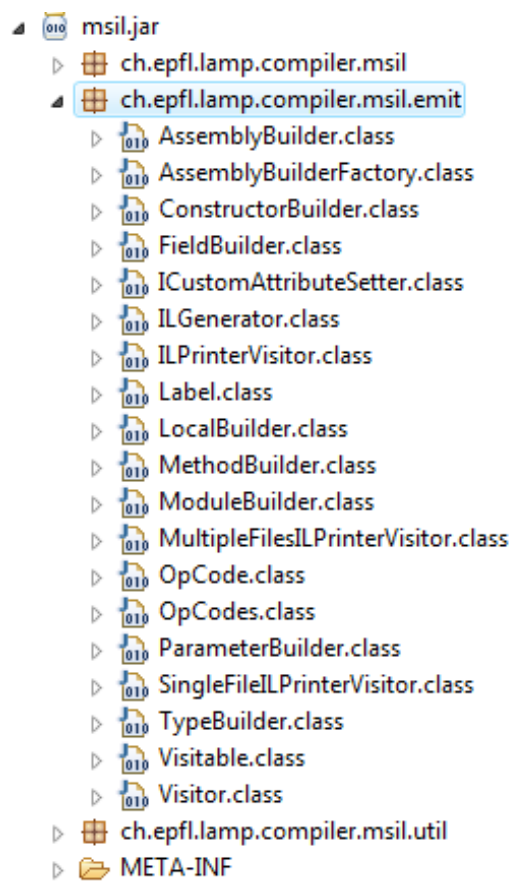 msil.jar
ch.epfl.lamp.compiler.msil
ch.epfl.lamp.compiler.msil.emit
AssemblyBuilder.class
AssemblyBuilderFactory.class
ConstructorBuilder.class
FieldBuilder.class
ICustomAttributeSetter.class
ILGenerator.class
ILPrinterVisitor.class
Label.class
LocalBuilder.class
MethodBuilder.class
ModuleBuilder.class
MultipleFilesILPrinterVisitor.class
OpCode.class
OpCodes.class
ParameterBuilder.class
SingleFileILPrinterVisitor.class
TypeBuilder.class
Visitable.class
Visitor.class
ch.epfl.lamp.compiler.msil.util
META-INF